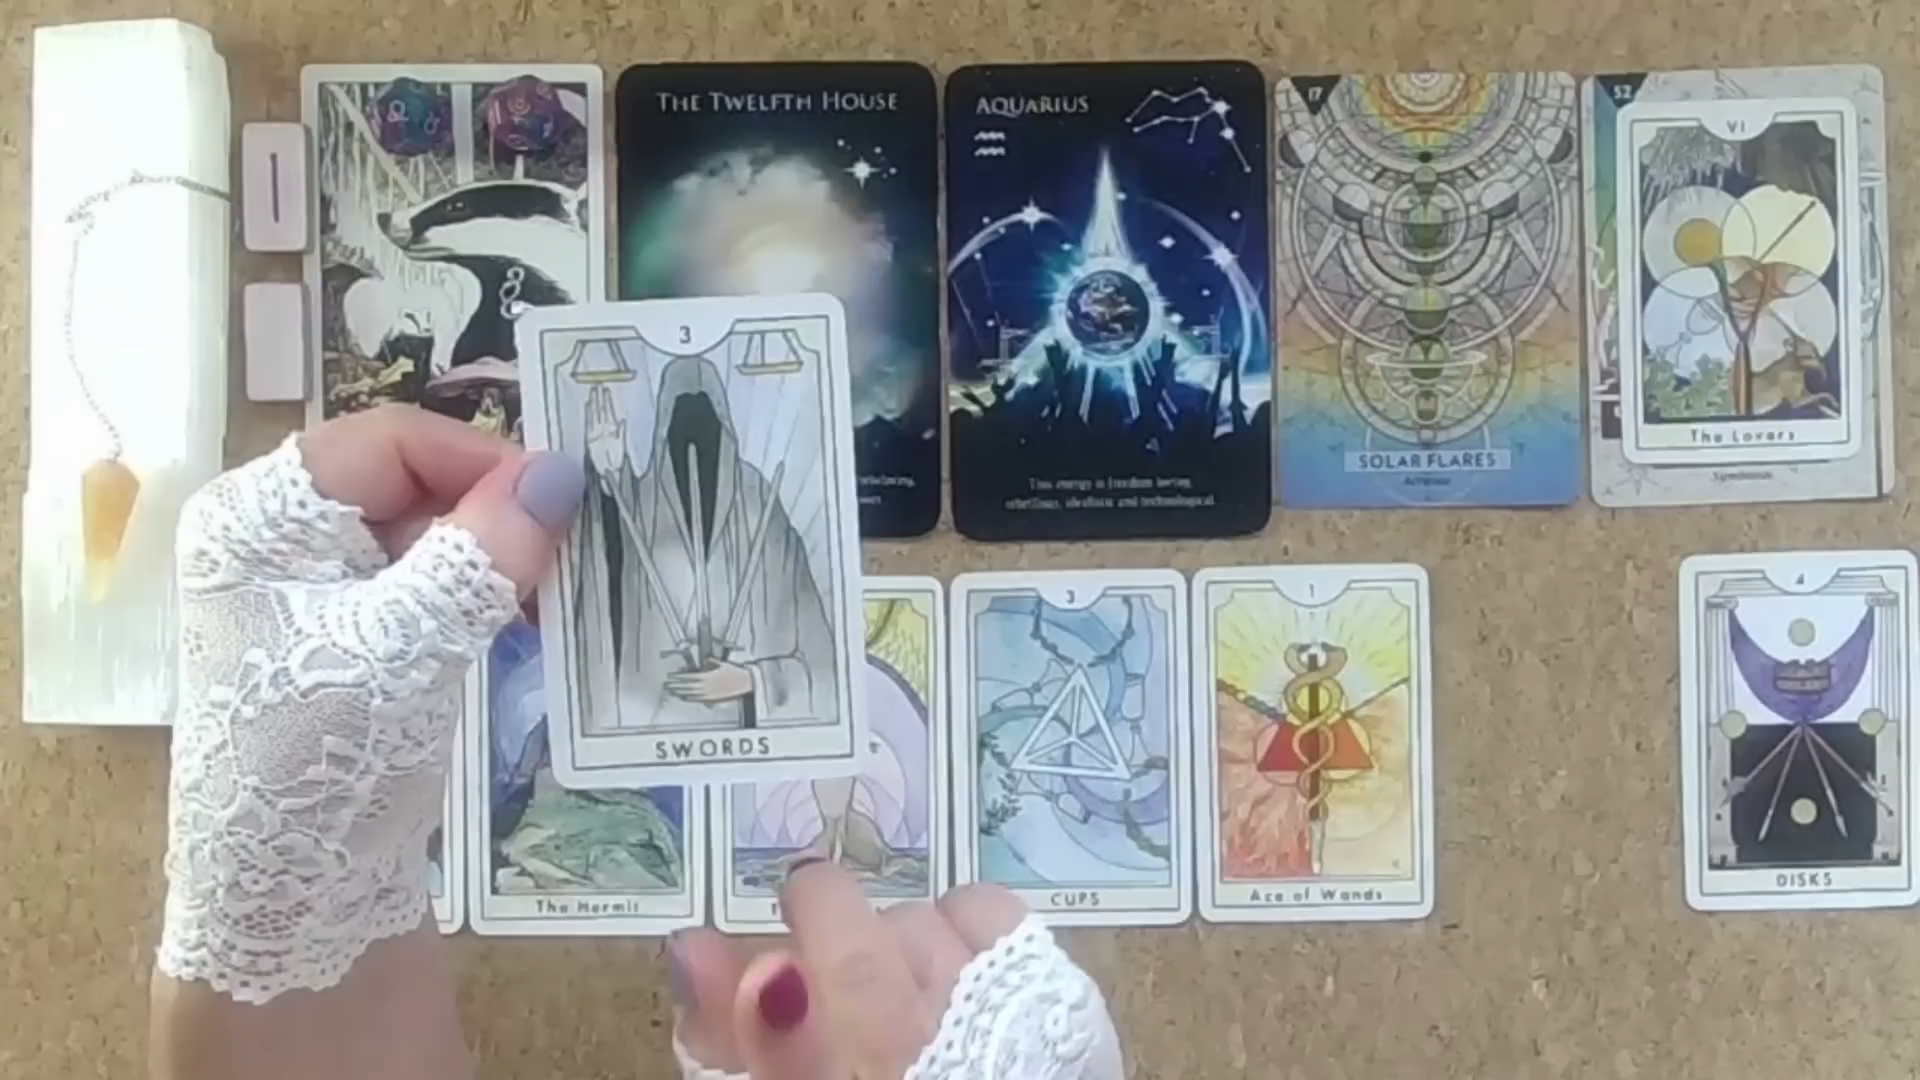 THE TWELFTH HOUSE
AQUARIUS
17
52
VI
3
This energy is freedom loving,
rebellious, idealistic and technological.
SOLAR FLARES
The Lovers
Symbiosis
SWORDS
3
1
4
The Hermit
CUPS
Ace of Wands
DISKS